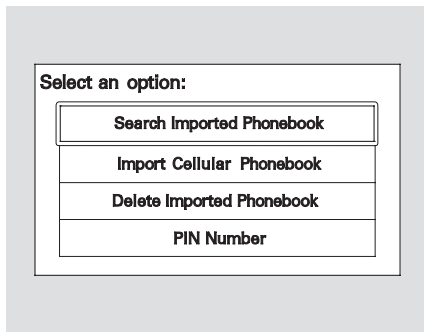 Select an option:
Search Imported Phonebook
Import Cellular Phonebook
Delete Imported Phonebook
PIN Number